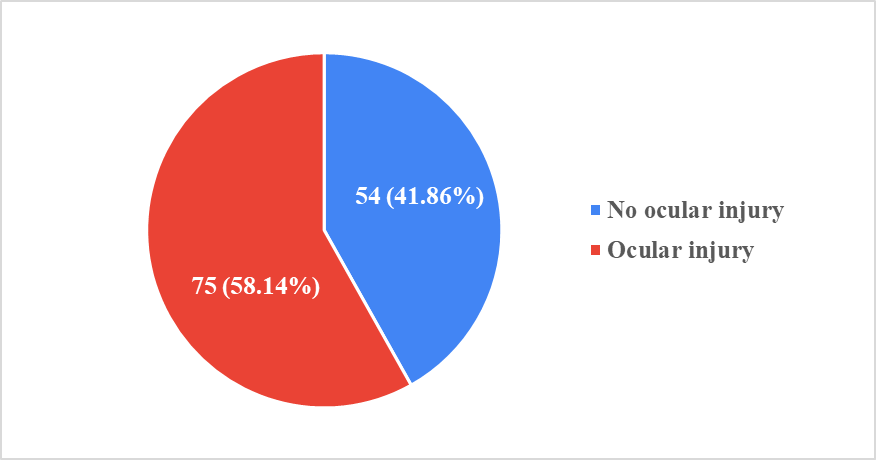 54 (41.86%)
75 (58.14%)
No ocular injury
Ocular injury